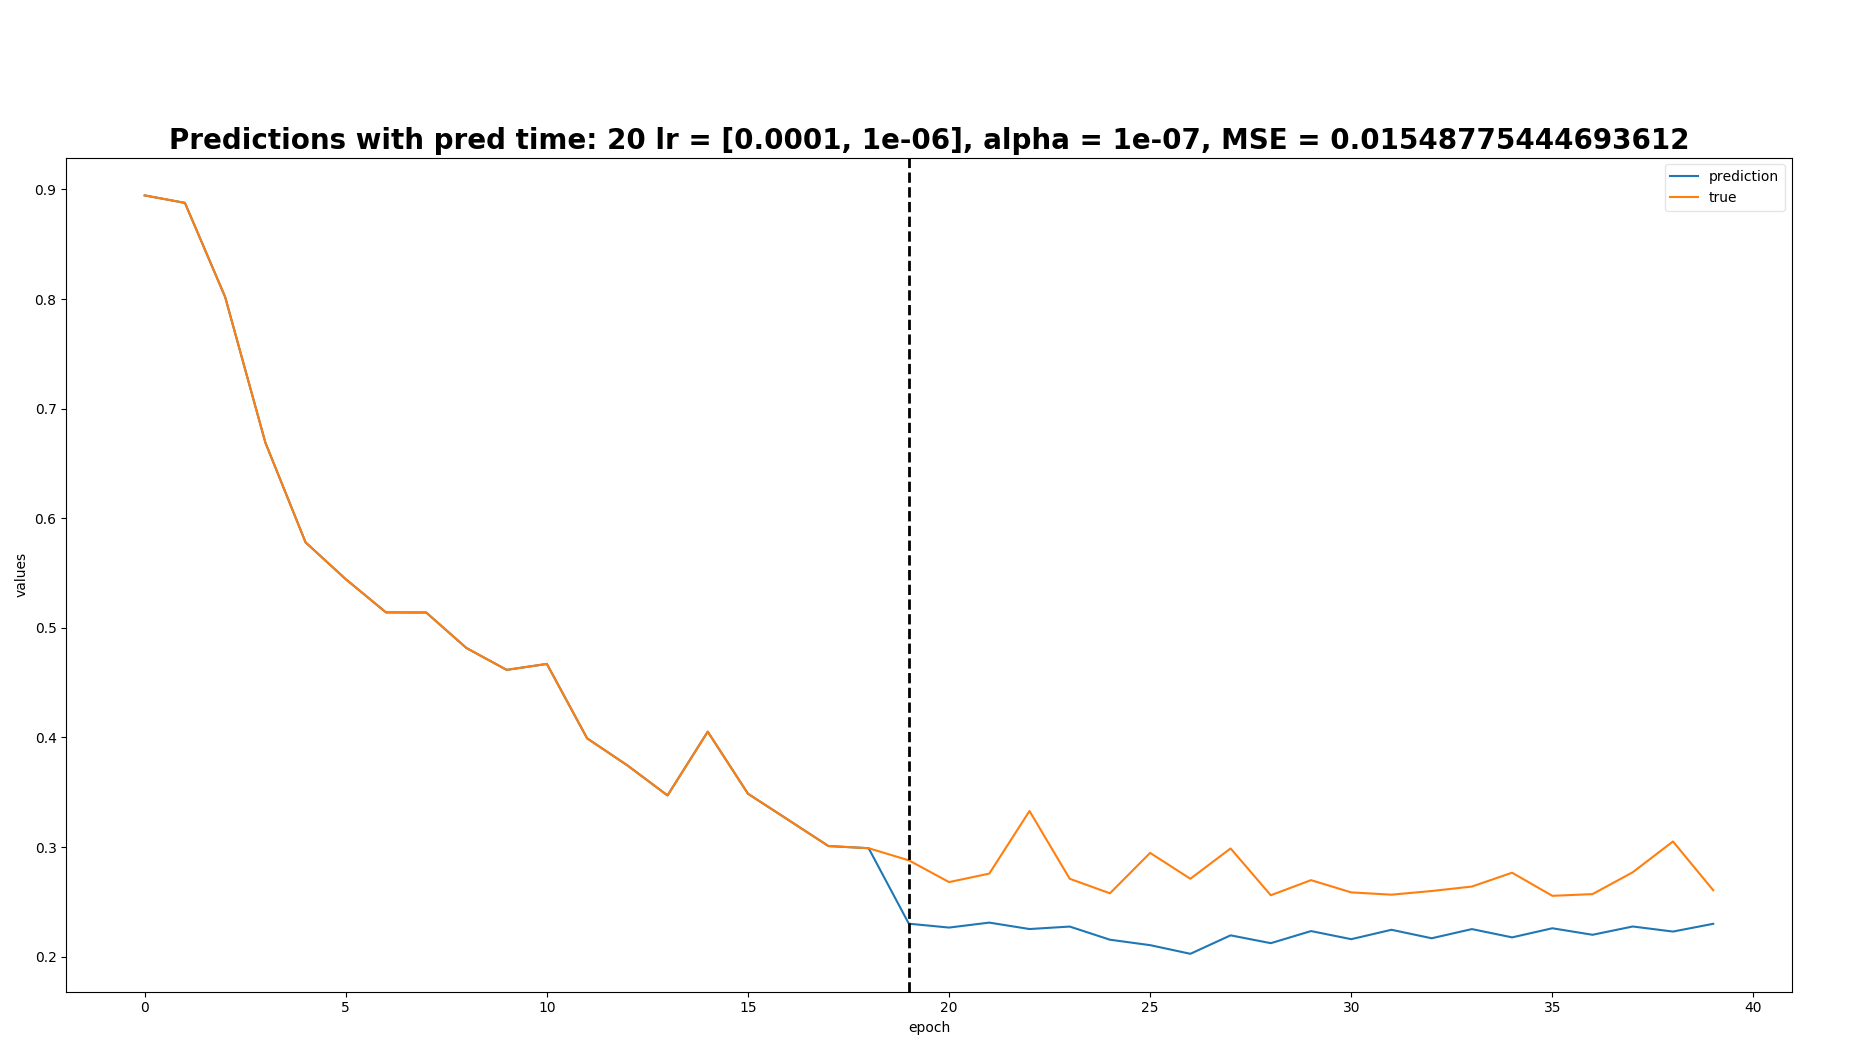 Predictions with pred time: 20 lr = [0.0001, 1e-06], alpha = 1e-07, MSE = 0.01548775444693612
prediction
true
values
0.9
0.8
0.7
0.6
0.5
0.4
0.3
0.2
0 5 10 15 20 25 30 35 40
epoch